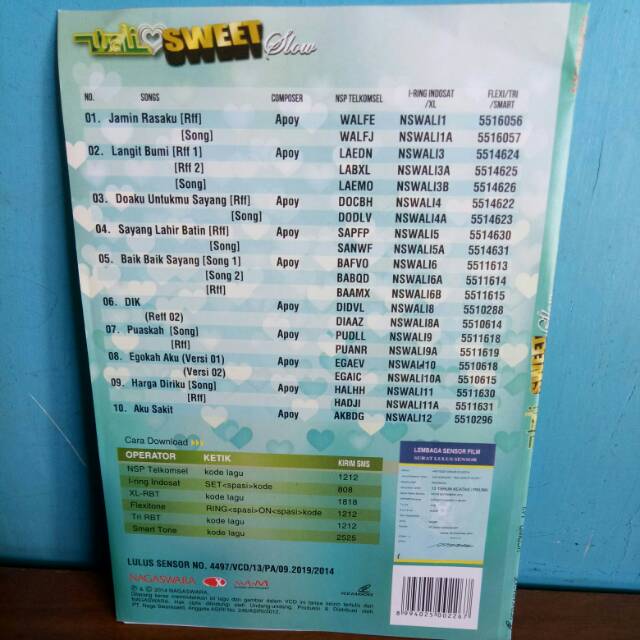 wali SWEET Slow
NO. SONGS COMPOSER NSP TELKOMSEL I-RING INDOSAT /XL FLEXI/TRI /SMART
01. Jamin Rasaku [Rff] Apoy WALFE NSWALI1 5516056
[Song] WALFJ NSWALI1A 5516057
02. Langit Bumi [Rff 1] Apoy LAEDN NSWALI3 5514624
[Rff 2] LABXL NSWALI3A 5514625
[Song] LAEMO NSWALI3B 5514626
03. Doaku Untukmu Sayang [Rff] Apoy DOCBH NSWALI4 5514622
[Song] DODLV NSWALI4A 5514623
04. Sayang Lahir Batin [Rff] Apoy SAPFP NSWALI5 5514630
[Song] SANWF NSWALI5A 5514631
05. Baik Baik Sayang [Song 1] Apoy BAFVO NSWALI6 5511613
[Song 2] BABQD NSWALI6A 5511614
[Rff] BAAMX NSWALI6B 5511615
06. DIK Apoy DIDVL NSWALI8 5510288
(Reff 02) DIAAZ NSWALI8A 5510614
07. Puaskah [Song] Apoy PUDLL NSWALI9 5511618
[Rff] PUANR NSWALI9A 5511619
08. Egokah Aku (Versi 01) Apoy EGAEV NSWALI10 5510618
(Versi 02) EGAIC NSWALI10A 5510615
09. Harga Diriku [Song] Apoy HALHH NSWALI11 5511630
[Rff] HADJI NSWALI11A 5511631
10. Aku Sakit Apoy AKBDG NSWALI12 5510296
Cara Download
OPERATOR KETIK KIRIM SMS
NSP Telkomsel kode lagu 1212
I-ring Indosat SET<spasi>kode 808
XL-RBT kode lagu 1818
Flexitone RING<spasi>ON<spasi>kode 1212
Tri RBT kode lagu 1212
Smart Tone kode lagu 2525
LEMBAGA SENSOR FILM
SURAT LULUS SENSOR
LULUS SENSOR NO. 4497/VCD/13/PA/09.2019/2014
NAGASWARA
℗ & © 2014 NAGASWARA.
8994025002267
SWEET Slow